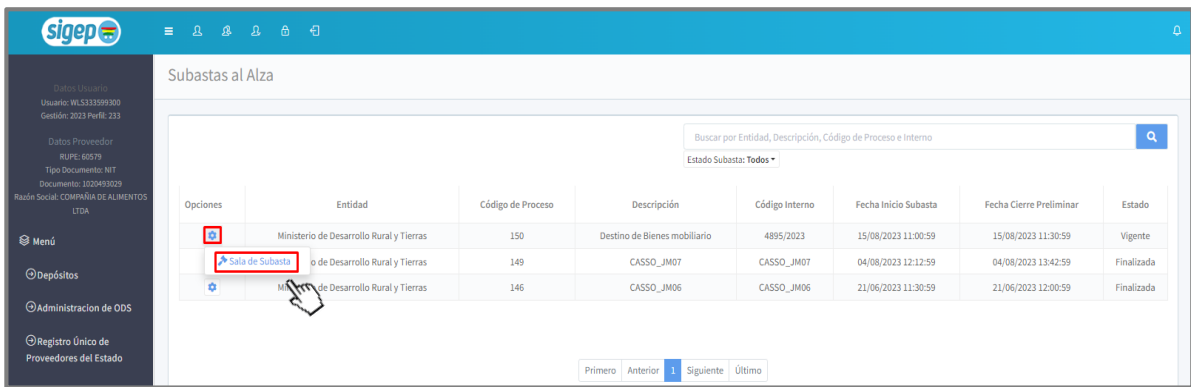 sigep
Subastas al Alza
Datos Usuario
Usuario: WLS333599300
Gestión: 2023 Perfil: 233
Datos Proveedor
RUPE: 60579
Tipo Documento: NIT
Documento: 1020493029
Razón Social: COMPAÑIA DE ALIMENTOS
LTDA
Menú
Depósitos
Administracion de ODS
Registro Único de
Proveedores del Estado
Buscar por Entidad, Descripción, Código de Proceso e Interno
Estado Subasta: Todos
Opciones Entidad Código de Proceso Descripción Código Interno Fecha Inicio Subasta Fecha Cierre Preliminar Estado
Ministerio de Desarrollo Rural y Tierras 150 Destino de Bienes mobiliario 4895/2023 15/08/2023 11:00:59 15/08/2023 11:30:59 Vigente
Sala de Subasta o de Desarrollo Rural y Tierras 149 CASSO_JM07 CASSO_JM07 04/08/2023 12:12:59 04/08/2023 13:42:59 Finalizada
de Desarrollo Rural y Tierras 146 CASSO_JM06 CASSO_JM06 21/06/2023 11:30:59 21/06/2023 12:00:59 Finalizada
Primero Anterior 1 Siguiente Último